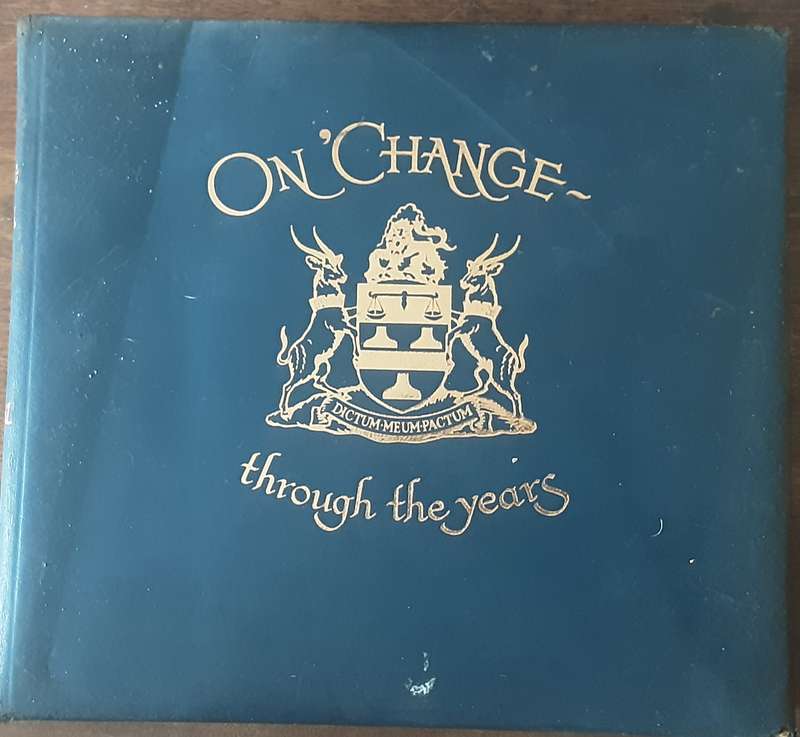 ON 'CHANGE~
DICTUM·MEUM·PACTUM
through the years